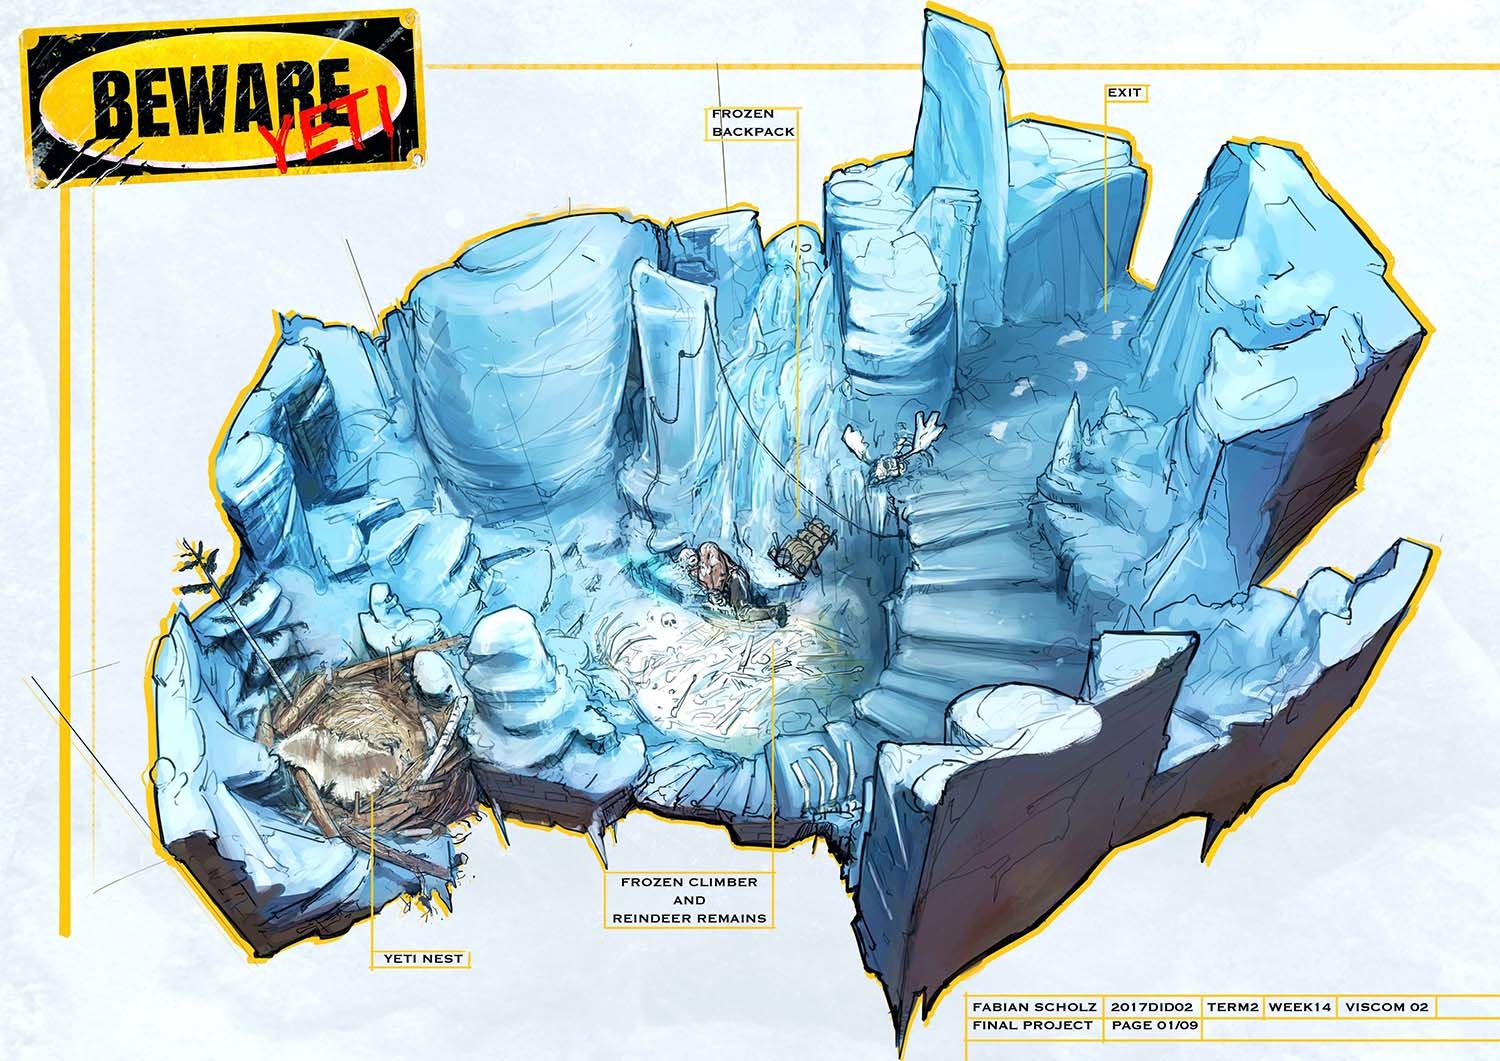 BEWARE
YETI
FROZEN
BACKPACK
EXIT
FROZEN CLIMBER
AND
REINDEER REMAINS
YETI NEST
FABIAN SCHOLZ 2017DID02 TERM2 WEEK14 VISCOM 02
FINAL PROJECT PAGE 01/09